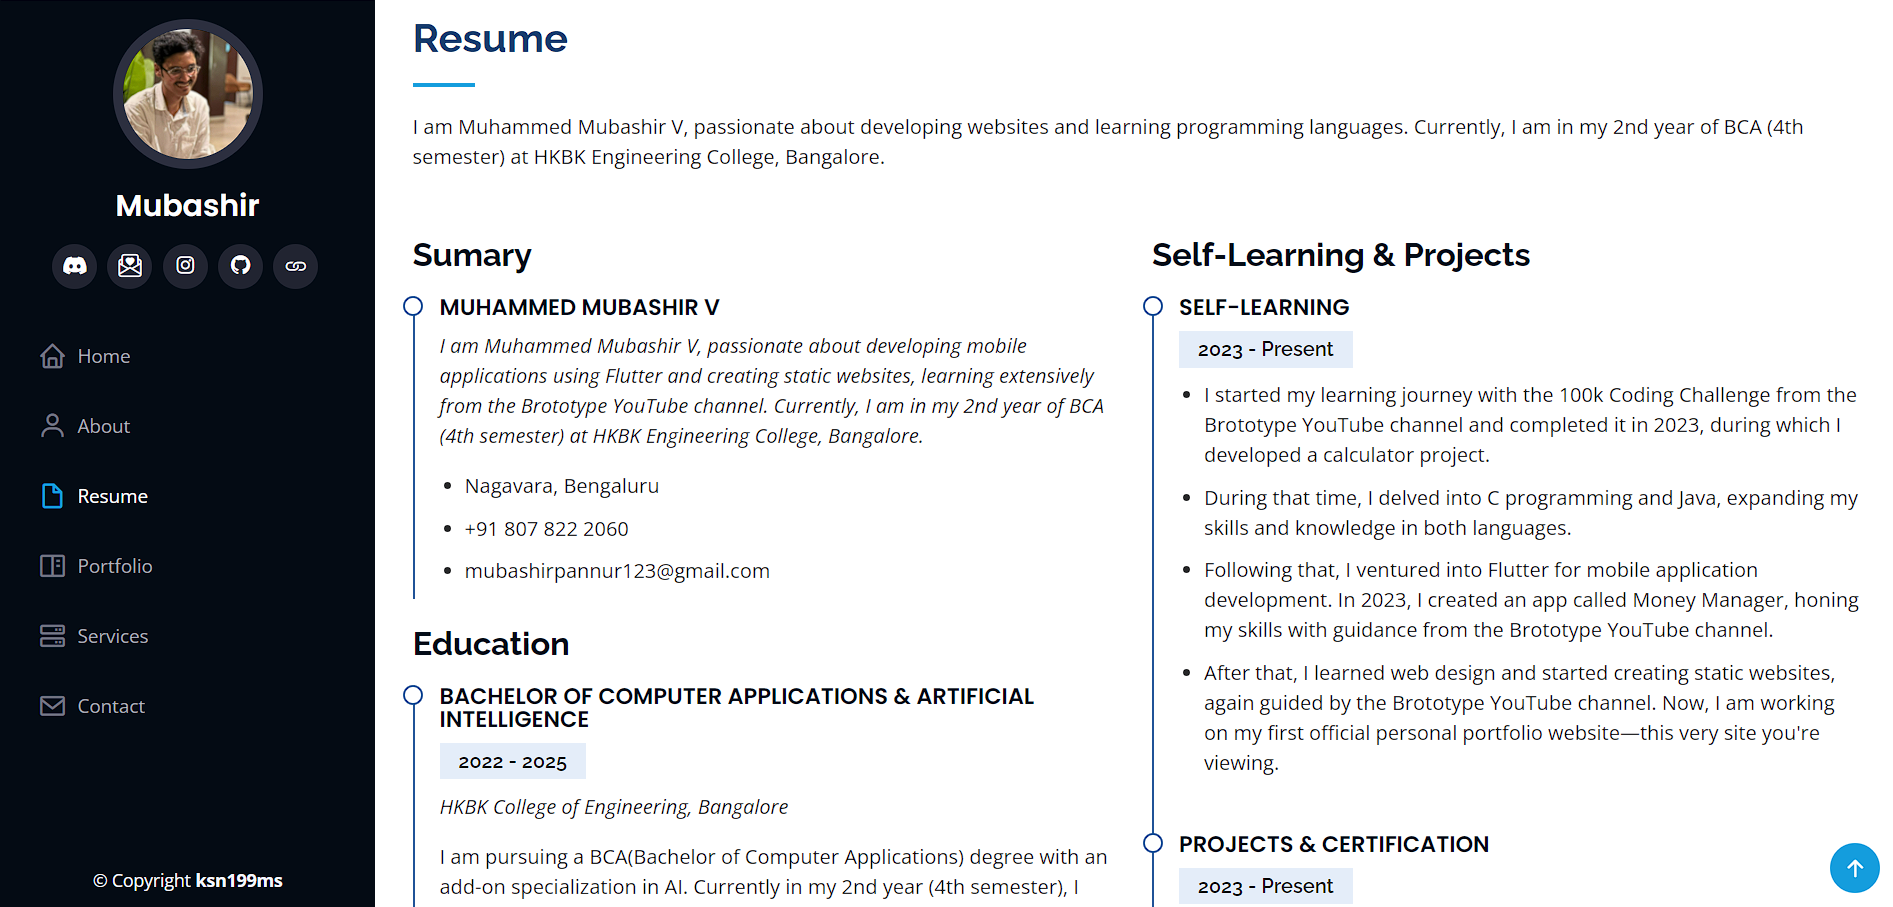 Mubashir
Home
About
Resume
Portfolio
Services
Contact
© Copyright ksn199ms
Resume
I am Muhammed Mubashir V, passionate about developing websites and learning programming languages. Currently, I am in my 2nd year of BCA (4th
semester) at HKBK Engineering College, Bangalore.
Sumary
MUHAMMED MUBASHIR V
I am Muhammed Mubashir V, passionate about developing mobile
applications using Flutter and creating static websites, learning extensively
from the Brototype YouTube channel. Currently, I am in my 2nd year of BCA
(4th semester) at HKBK Engineering College, Bangalore.
Nagavara, Bengaluru
+91 807 822 2060
mubashirpannur123@gmail.com
Education
BACHELOR OF COMPUTER APPLICATIONS & ARTIFICIAL
INTELLIGENCE
2022 - 2025
HKBK College of Engineering, Bangalore
I am pursuing a BCA(Bachelor of Computer Applications) degree with an
add-on specialization in AI. Currently in my 2nd year (4th semester), I
Self-Learning & Projects
SELF-LEARNING
2023 - Present
I started my learning journey with the 100k Coding Challenge from the
Brototype YouTube channel and completed it in 2023, during which I
developed a calculator project.
During that time, I delved into C programming and Java, expanding my
skills and knowledge in both languages.
Following that, I ventured into Flutter for mobile application
development. In 2023, I created an app called Money Manager, honing
my skills with guidance from the Brototype YouTube channel.
After that, I learned web design and started creating static websites,
again guided by the Brototype YouTube channel. Now, I am working
on my first official personal portfolio website—this very site you're
viewing.
PROJECTS & CERTIFICATION
2023 - Present